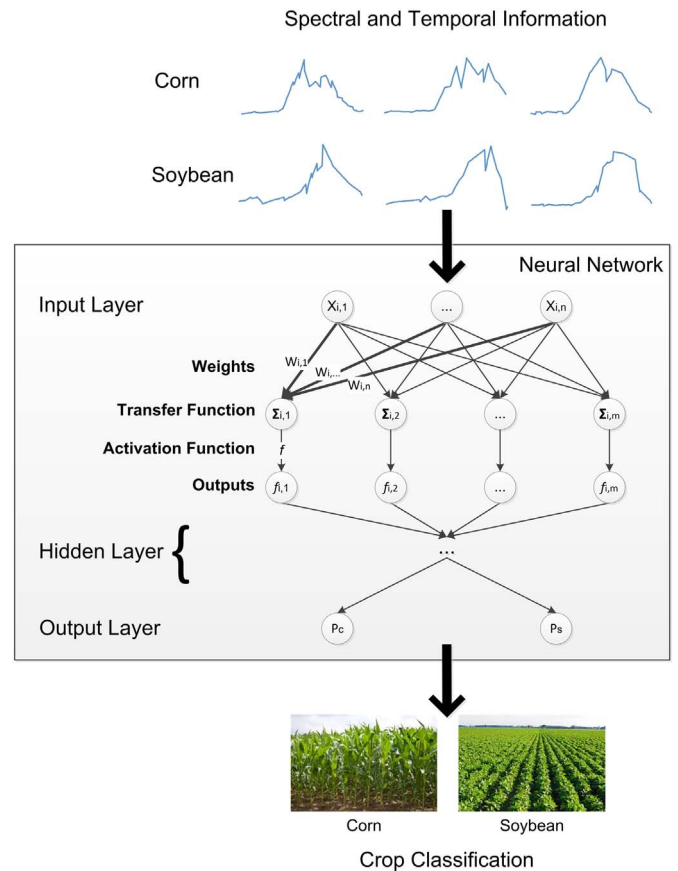 Spectral and Temporal Information
Corn
Soybean
Neural Network
Input Layer
Xi,1 ... Xi,n
Weights
Wi,1
Wi,...
Wi,n
Transfer Function
Σi,1 Σi,2 ... Σi,m
Activation Function f
Outputs
fi,1 fi,2 ... fi,m
Hidden Layer { ...
Output Layer
Pc Ps
Corn Soybean
Crop Classification